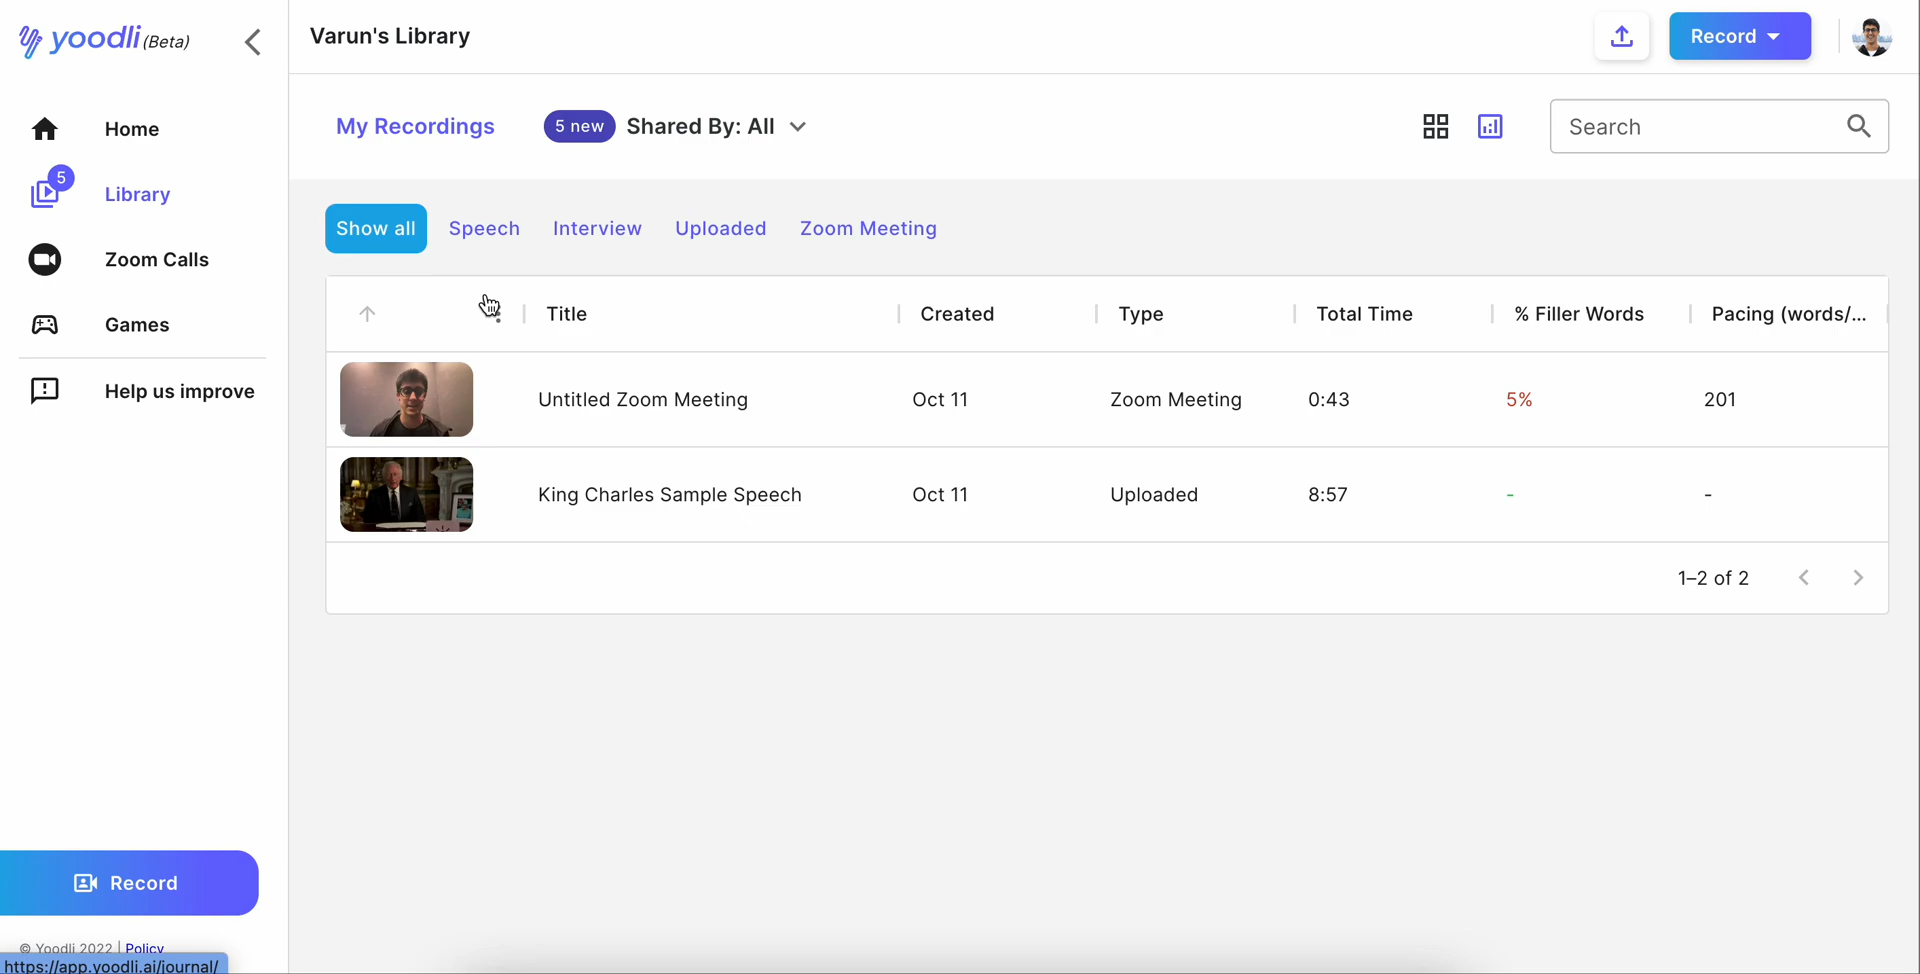 yoodli (Beta)
Home
5
Library
Zoom Calls
Games
Help us improve
Record
© Yoodli 2022 | Policy
https://app.yoodli.ai/journal/
Varun's Library
Record
My Recordings
5 new Shared By: All
Search
Show all Speech Interview Uploaded Zoom Meeting
Title Created Type Total Time % Filler Words Pacing (words/...
Untitled Zoom Meeting Oct 11 Zoom Meeting 0:43 5% 201
King Charles Sample Speech Oct 11 Uploaded 8:57 - -
1–2 of 2